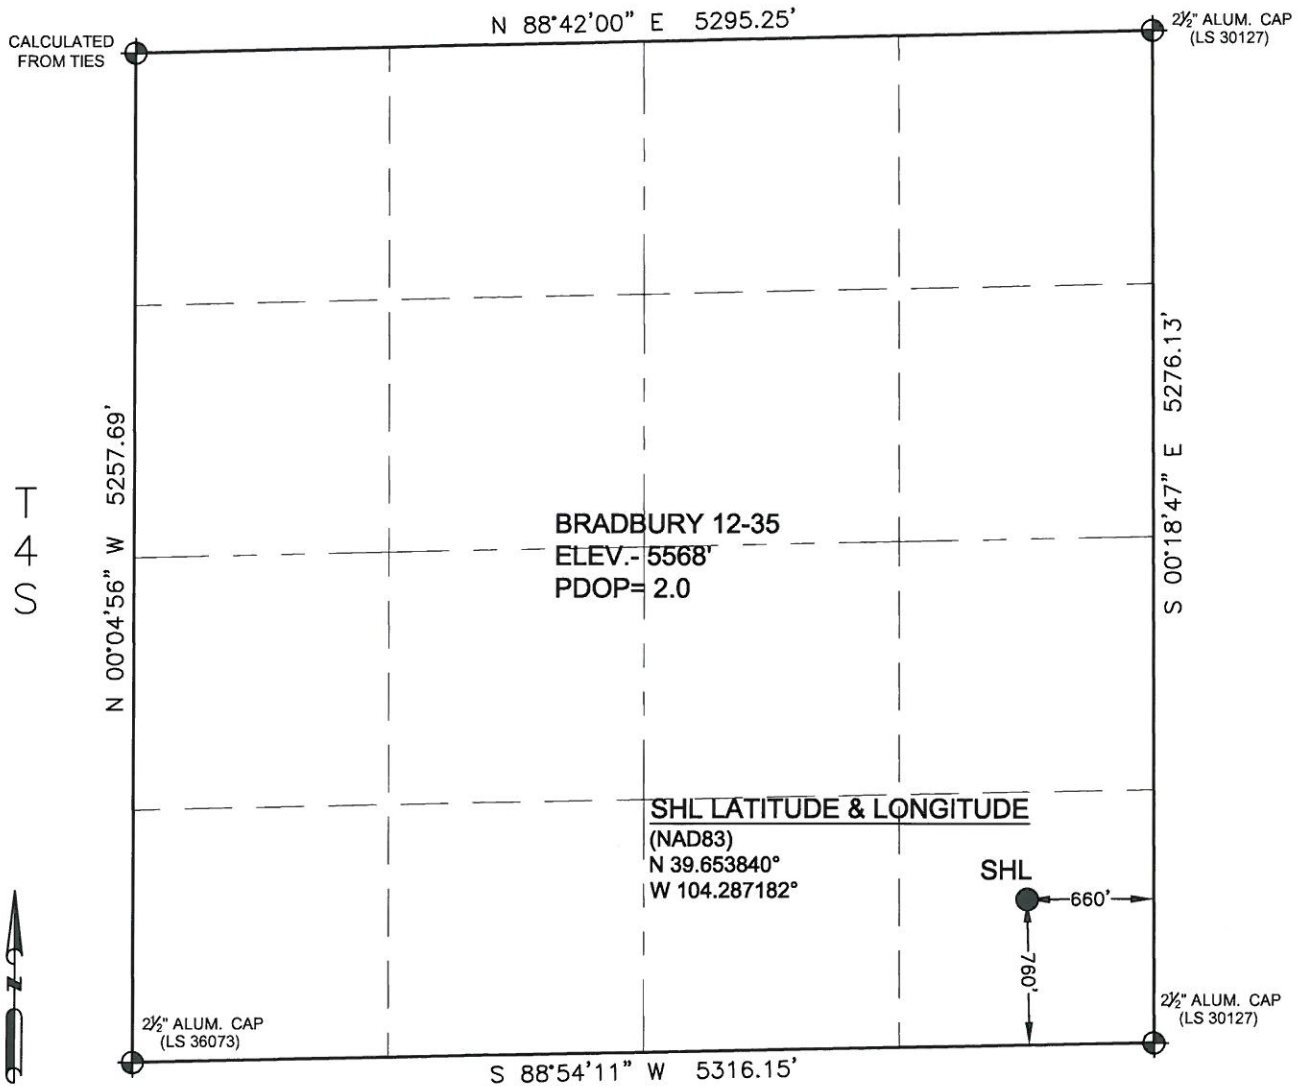 N 88°42'00" E 5295.25'
CALCULATED
FROM TIES
2½" ALUM. CAP
(LS 30127)
N 00°04'56" W 5257.69'
S 00°18'47" E 5276.13'
T
4
S
BRADBURY 12-35
ELEV.- 5568'
PDOP= 2.0
SHL LATITUDE & LONGITUDE
(NAD83)
N 39.653840°
W 104.287182°
SHL
660'
760'
N
2½" ALUM. CAP
(LS 36073)
2½" ALUM. CAP
(LS 30127)
S 88°54'11" W 5316.15'